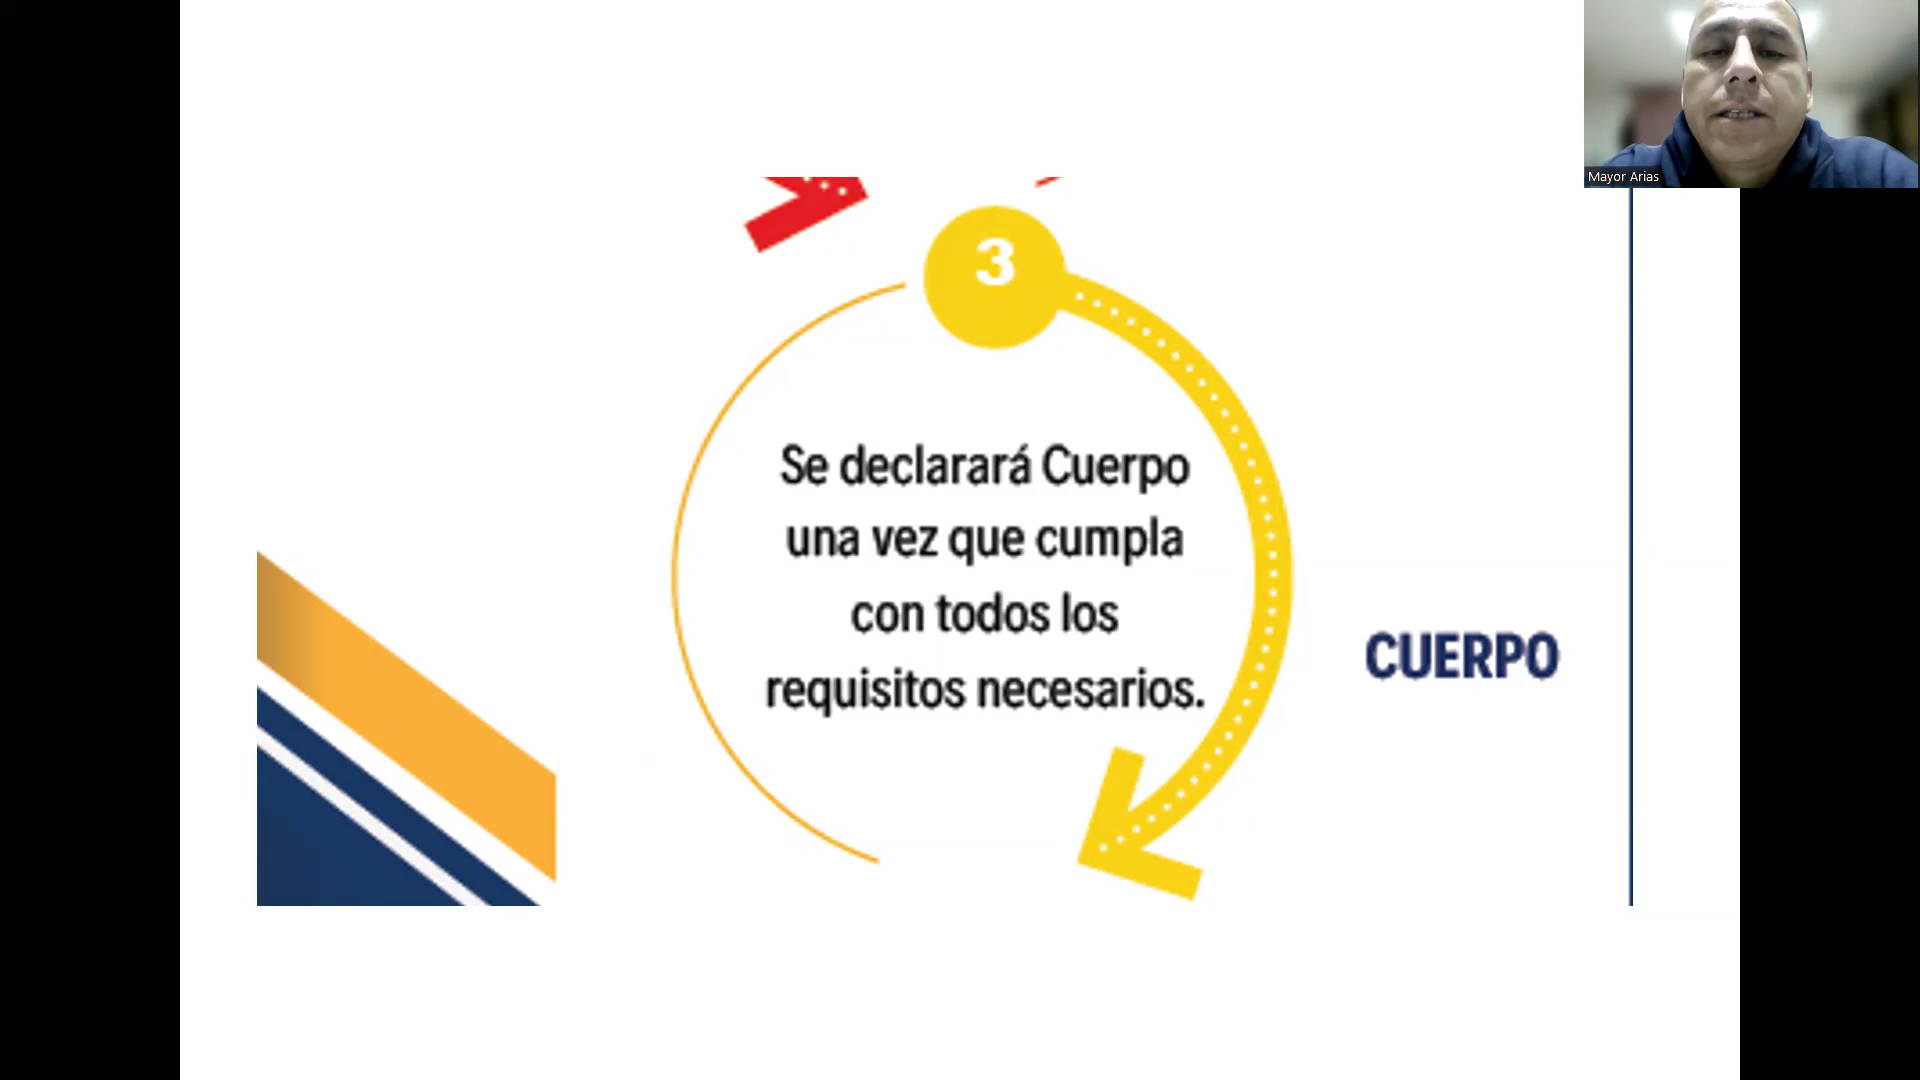 Mayor Arias
3
Se declarará Cuerpo
una vez que cumpla
con todos los
requisitos necesarios.
CUERPO